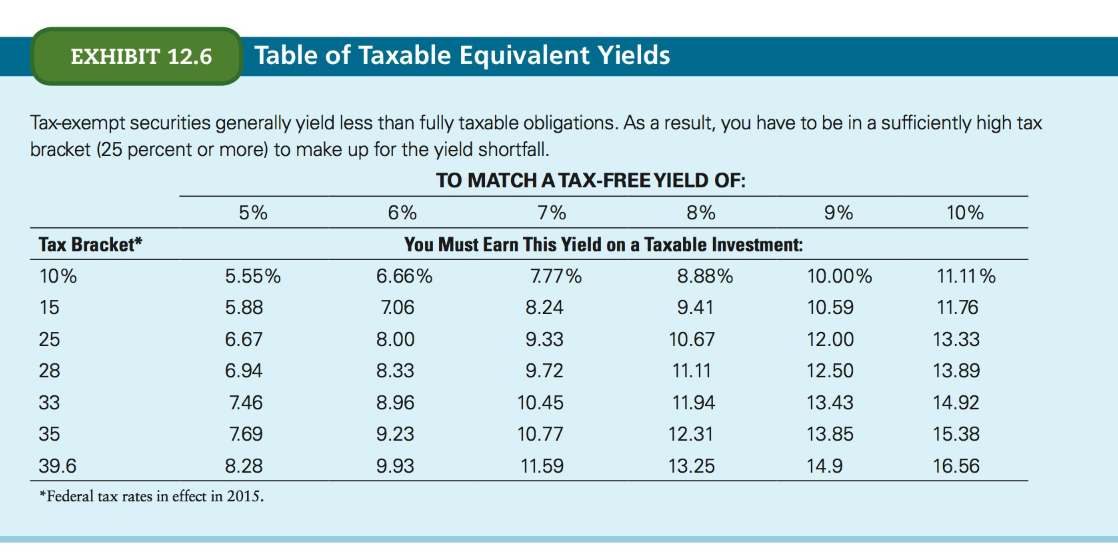 EXHIBIT 12.6 Table of Taxable Equivalent Yields
Tax-exempt securities generally yield less than fully taxable obligations. As a result, you have to be in a sufficiently high tax
bracket (25 percent or more) to make up for the yield shortfall.
TO MATCH A TAX-FREE YIELD OF:
5% 6% 7% 8% 9% 10%
Tax Bracket* You Must Earn This Yield on a Taxable Investment:
10% 5.55% 6.66% 7.77% 8.88% 10.00% 11.11%
15 5.88 7.06 8.24 9.41 10.59 11.76
25 6.67 8.00 9.33 10.67 12.00 13.33
28 6.94 8.33 9.72 11.11 12.50 13.89
33 7.46 8.96 10.45 11.94 13.43 14.92
35 7.69 9.23 10.77 12.31 13.85 15.38
39.6 8.28 9.93 11.59 13.25 14.9 16.56
*Federal tax rates in effect in 2015.